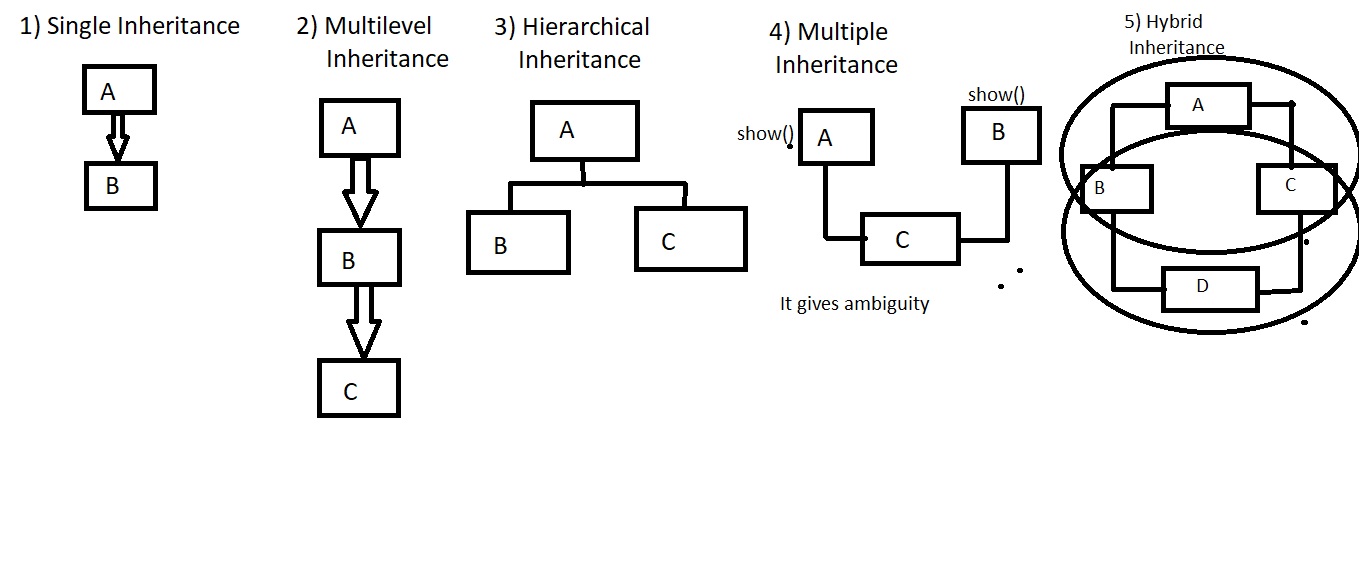 1) Single Inheritance
A
B
2) Multilevel
Inheritance
A
B
C
3) Hierarchical
Inheritance
A
B
C
4) Multiple
Inheritance
show()
show()
A
B
C
It gives ambiguity
5) Hybrid
Inheritance
A
B
C
D